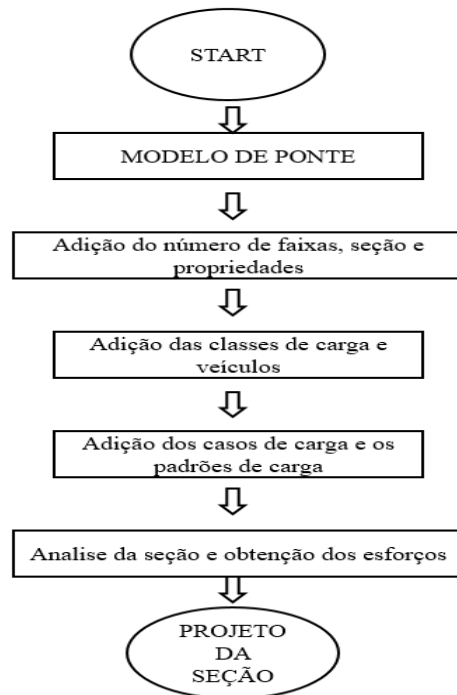 START
MODELO DE PONTE
Adição do número de faixas, seção e
propriedades
Adição das classes de carga e
veículos
Adição dos casos de carga e os
padrões de carga
Analise da seção e obtenção dos esforços
PROJETO
DA
SEÇÃO